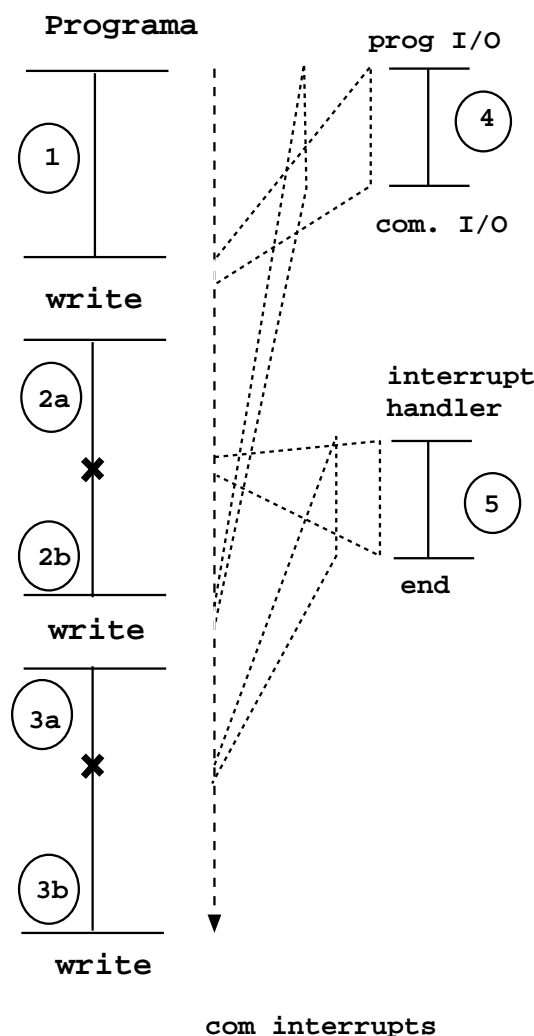 Programa
prog I/O
4
1
com. I/O
write
interrupt
handler
2a
5
2b
end
write
3a
3b
write
com interrupts